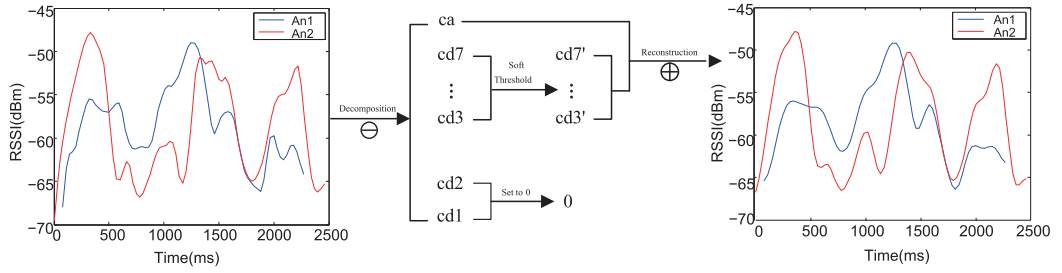 −45
−50
−55
−60
−65
−70
RSSI(dBm)
0
500
1000
1500
2000
2500
Time(ms)
An1
An2
Decomposition
ca
cd7
⋮
cd3
cd2
cd1
Soft
Threshold
cd7'
⋮
cd3'
Set to 0
0
Reconstruction
−45
−50
−55
−60
−65
−70
RSSI(dBm)
0
500
1000
1500
2000
2500
Time(ms)
An1
An2